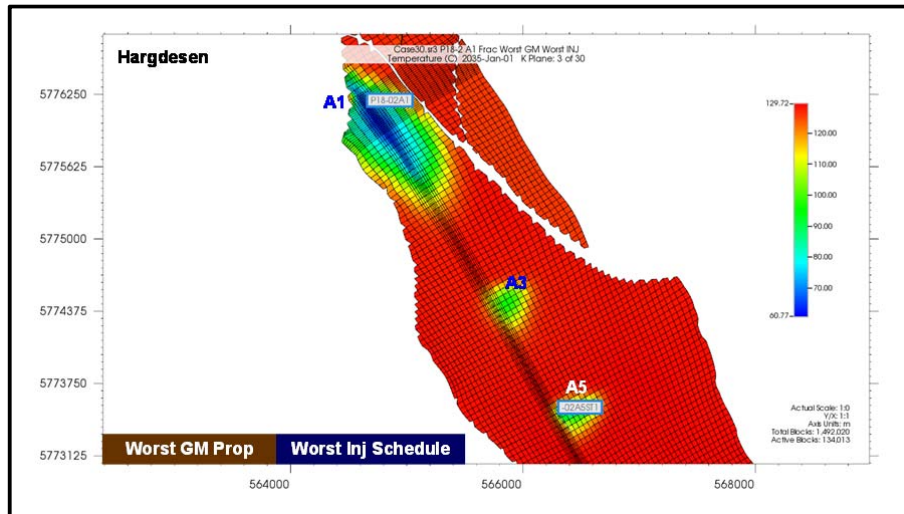 Hargdesen
Case30.sr3 P18-2 A1 Frac Worst GM Worst INJ
Temperature (C) 2035-Jan-01 K Plane: 3 of 30
A1
P18-02A1
5776250
5775625
5775000
5774375
5773750
5773125
129.72
120.00
110.00
100.00
90.00
80.00
70.00
60.77
A3
A5
-02A5ST1
Actual Scale: 1:0
Y/X: 1:1
Axis Units: m
Total Blocks: 1,492,020
Active Blocks: 134,013
Worst GM Prop
Worst Inj Schedule
564000
566000
568000